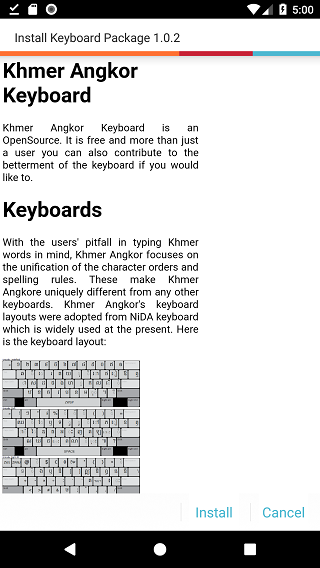 5:00
Install Keyboard Package 1.0.2
Khmer Angkor
Keyboard
Khmer Angkor Keyboard is an
OpenSource. It is free and more than just
a user you can also contribute to the
betterment of the keyboard if you would
like to.
Keyboards
With the users' pitfall in typing Khmer
words in mind, Khmer Angkor focuses on
the unification of the character orders and
spelling rules. These make Khmer
Angkore uniquely different from any other
keyboards. Khmer Angkor's keyboard
layouts were adopted from NiDA keyboard
which is widely used at the present. Here
is the keyboard layout:
Install Cancel